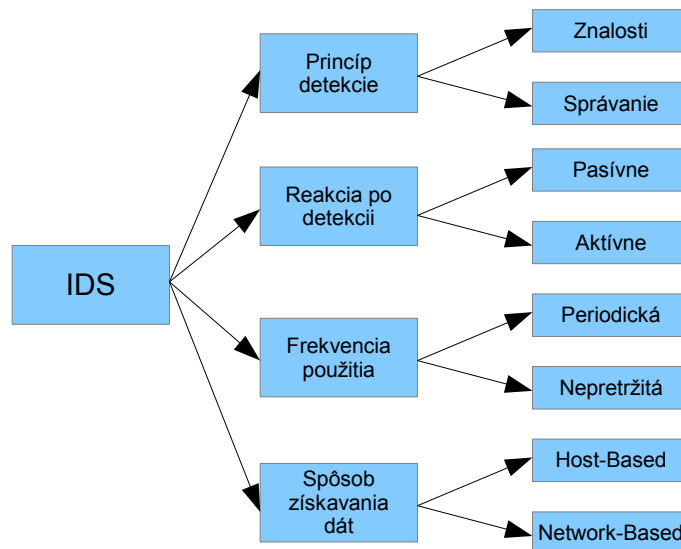 IDS
Princíp
detekcie
Znalosti
Správanie
Reakcia po
detekcii
Pasívne
Aktívne
Frekvencia
použitia
Periodická
Nepretržitá
Spôsob
získavania
dát
Host-Based
Network-Based